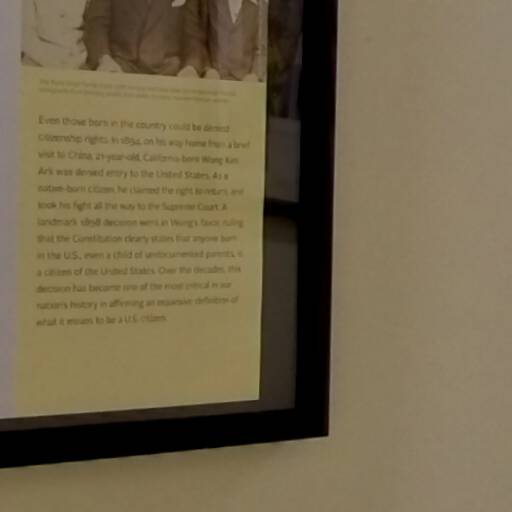 Even those born in the country could be denied
citizenship rights. In 1894, on his way home from a brief
visit to China, 21-year-old, California-born Wong Kim
Ark was denied entry to the United States. As a
native-born citizen, he claimed the right to return, and
took his fight all the way to the Supreme Court. A
landmark 1898 decision went in Wong's favor, ruling
that the Constitution clearly states that anyone born
in the U.S., even a child of undocumented parents, is
a citizen of the United States. Over the decades, this
decision has become one of the most critical in our
nation's history in affirming an expansive definition of
what it means to be a U.S. citizen.